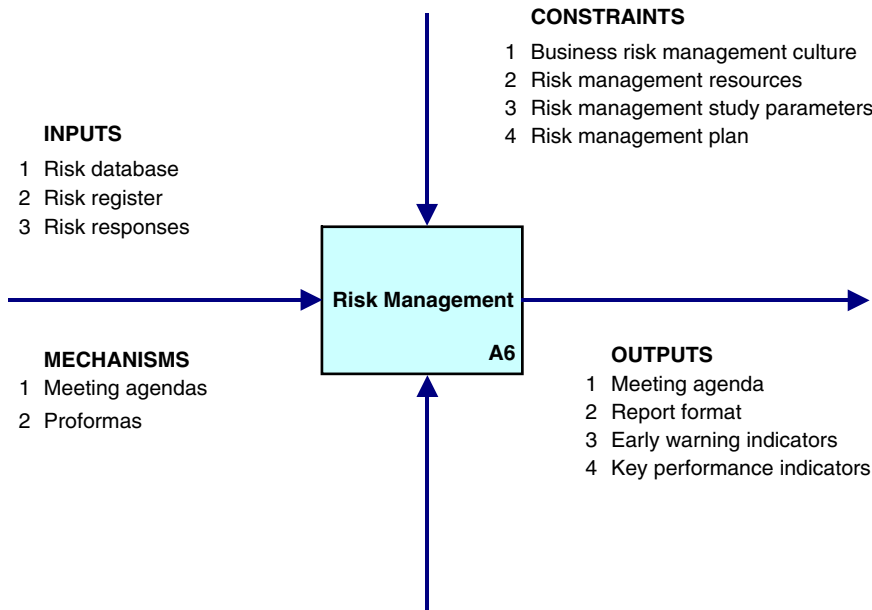 CONSTRAINTS
1 Business risk management culture
2 Risk management resources
3 Risk management study parameters
4 Risk management plan
INPUTS
1 Risk database
2 Risk register
3 Risk responses
Risk Management
A6
MECHANISMS
1 Meeting agendas
2 Proformas
OUTPUTS
1 Meeting agenda
2 Report format
3 Early warning indicators
4 Key performance indicators